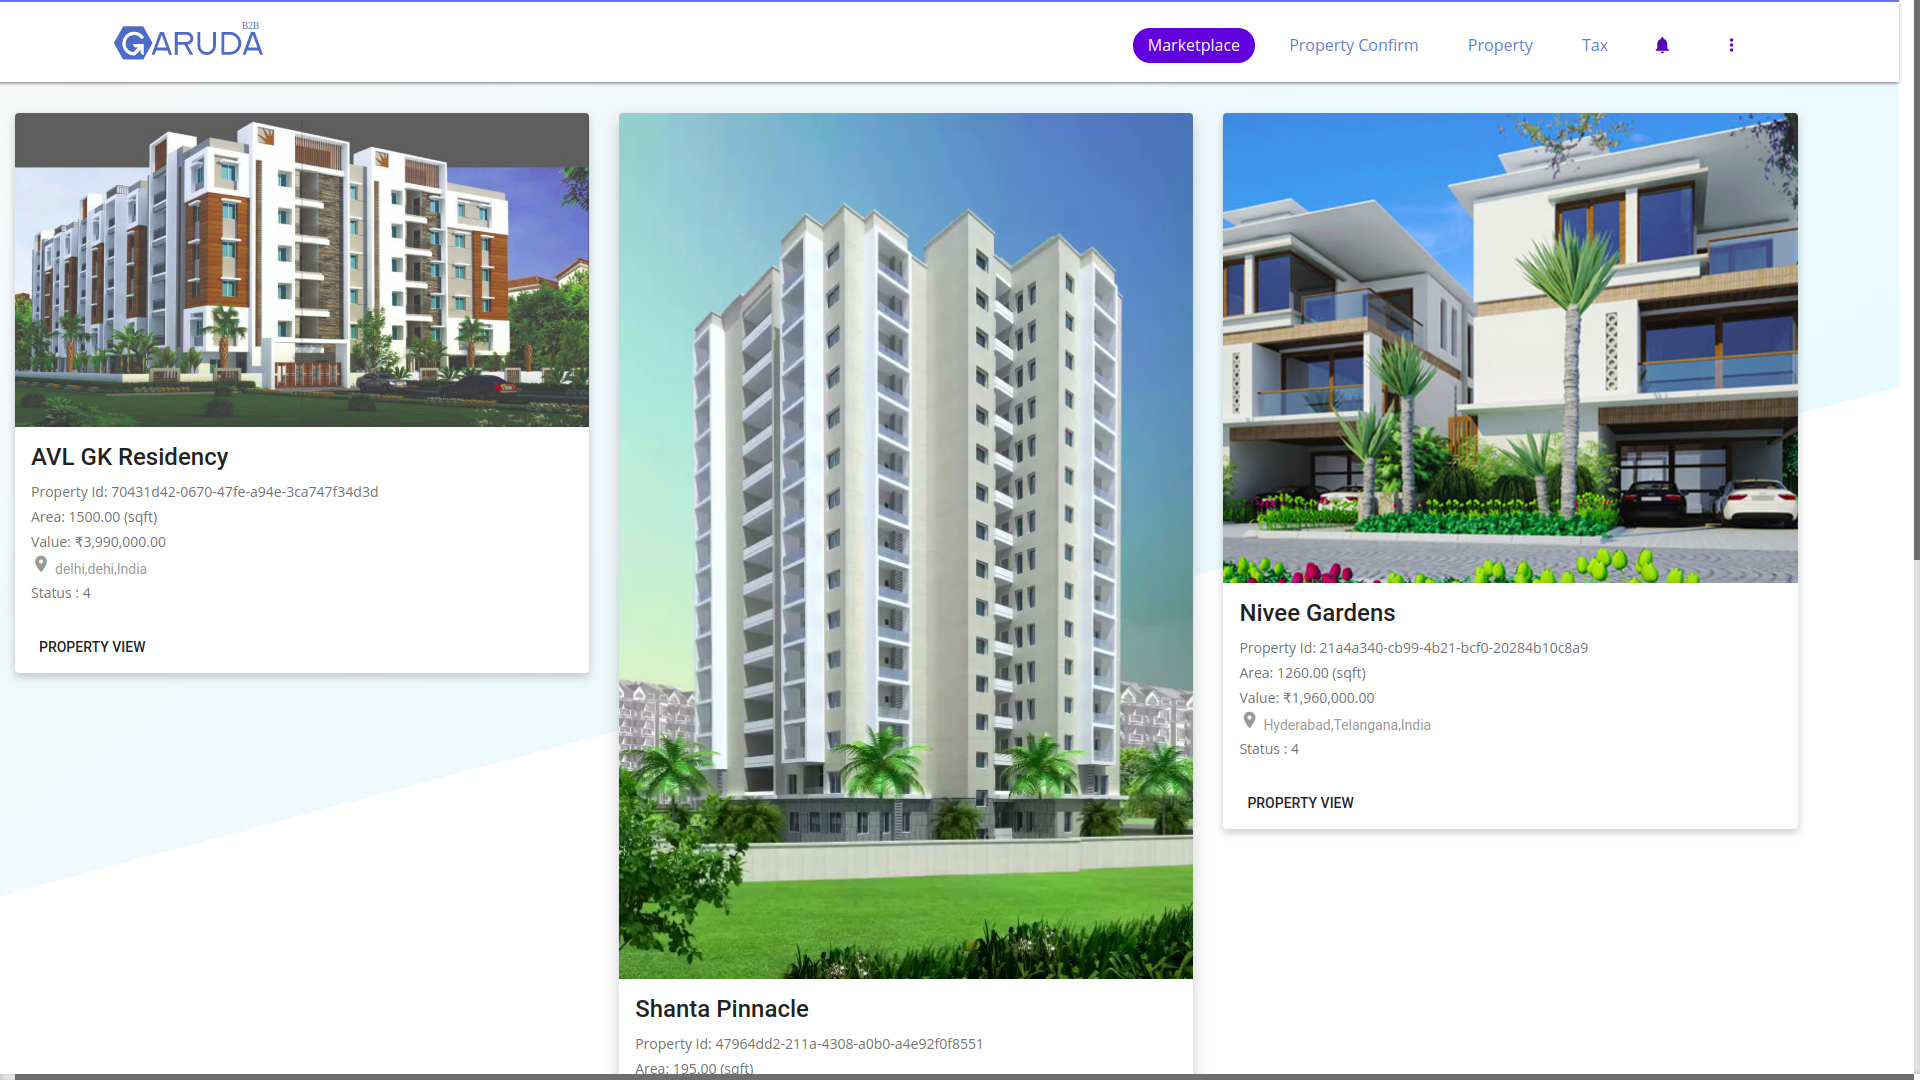 GARUDA B2B
Marketplace
Property Confirm
Property
Tax
AVL GK Residency
Property Id: 70431d42-0670-47fe-a94e-3ca747f34d3d
Area: 1500.00 (sqft)
Value: ₹3,990,000.00
delhi,dehi,India
Status : 4
PROPERTY VIEW
Shanta Pinnacle
Property Id: 47964dd2-211a-4308-a0b0-a4e92f0f8551
Area: 195.00 (sqft)
Nivee Gardens
Property Id: 21a4a340-cb99-4b21-bcf0-20284b10c8a9
Area: 1260.00 (sqft)
Value: ₹1,960,000.00
Hyderabad,Telangana,India
Status : 4
PROPERTY VIEW